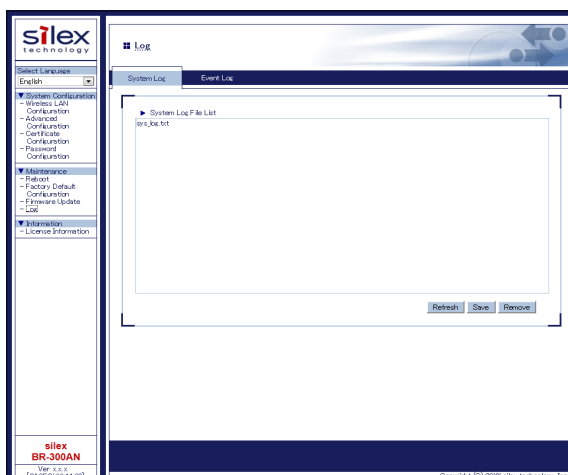 silex
technology
Select Language
English
▼ System Configuration
- Wireless LAN
Configuration
- Advanced
Configuration
- Certificate
Configuration
- Password
Configuration
▼ Maintenance
- Reboot
- Factory Default
Configuration
- Firmware Update
- Log
▼ Information
- License Information
silex
BR-300AN
Ver x.x.x
Log
System Log
Event Log
▶ System Log File List
sys_log.txt
Refresh
Save
Remove